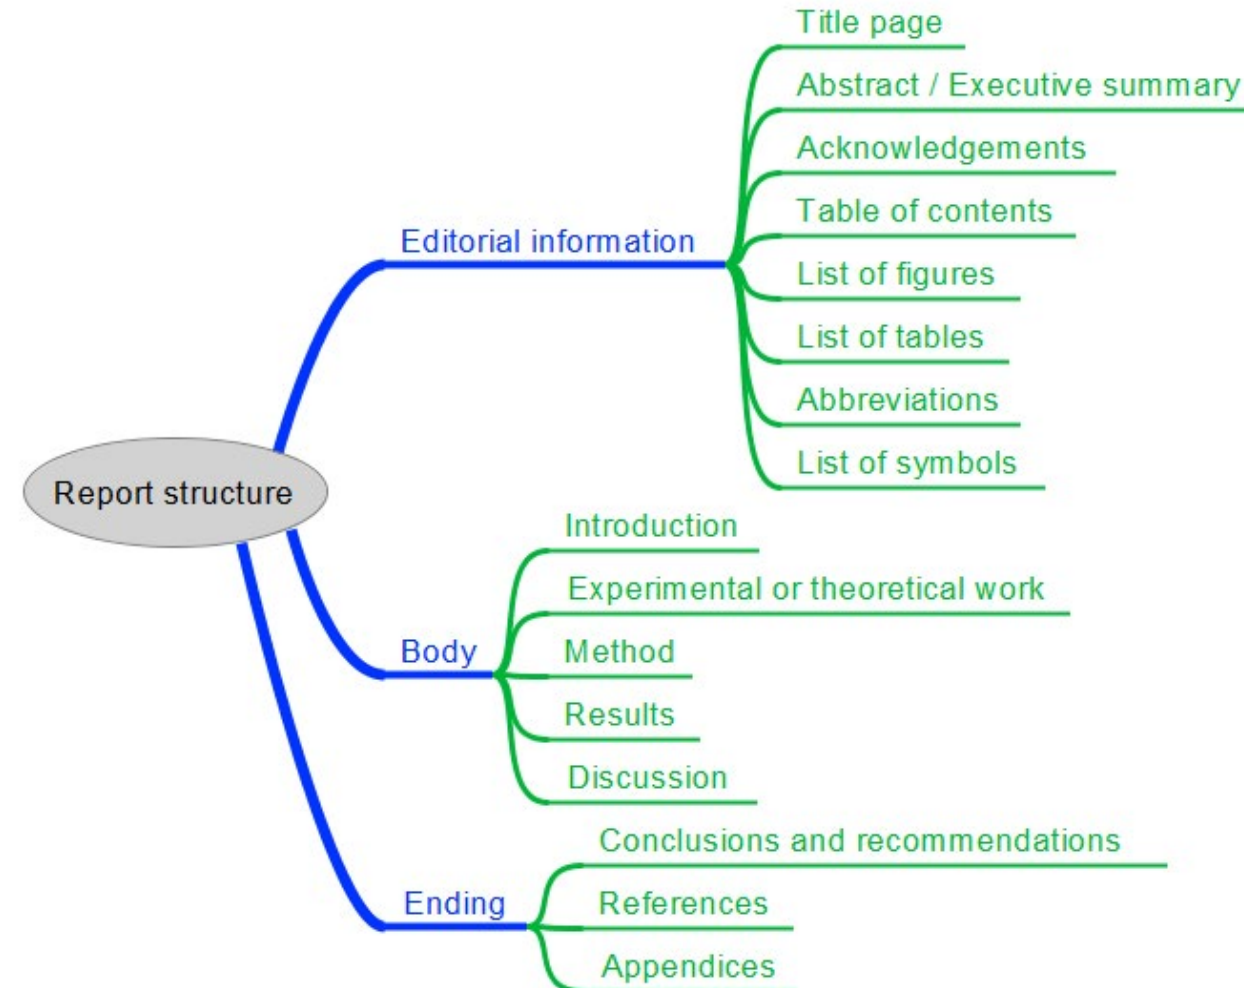 Title page
Abstract / Executive summary
Acknowledgements
Table of contents
Editorial information
List of figures
List of tables
Abbreviations
List of symbols
Report structure
Introduction
Experimental or theoretical work
Body
Method
Results
Discussion
Conclusions and recommendations
Ending
References
Appendices